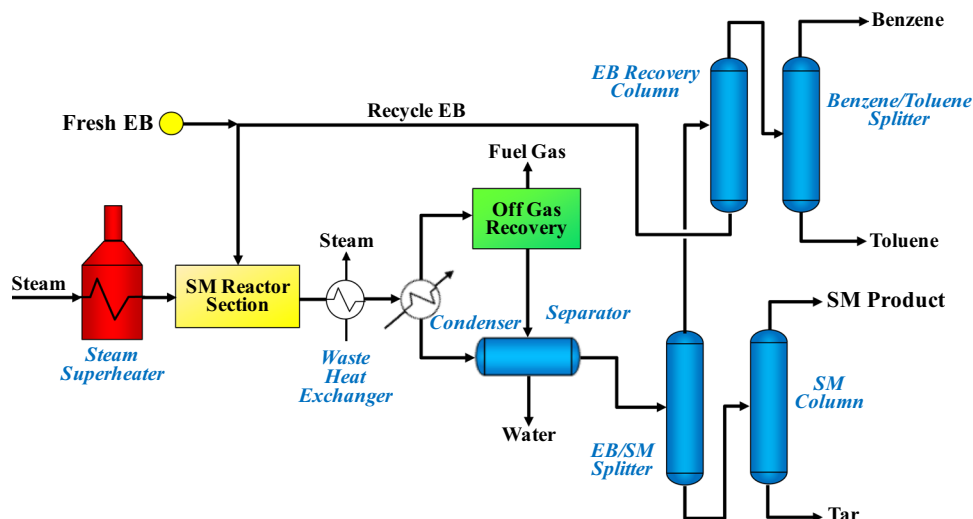 Benzene
EB Recovery
Column
Benzene/Toluene
Splitter
Fresh EB
Recycle EB
Fuel Gas
Off Gas
Recovery
Toluene
Steam
Steam
SM Reactor
Section
SM Product
Condenser
Separator
Steam
Superheater
Waste
Heat
Exchanger
SM
Column
Water
EB/SM
Splitter
Tar